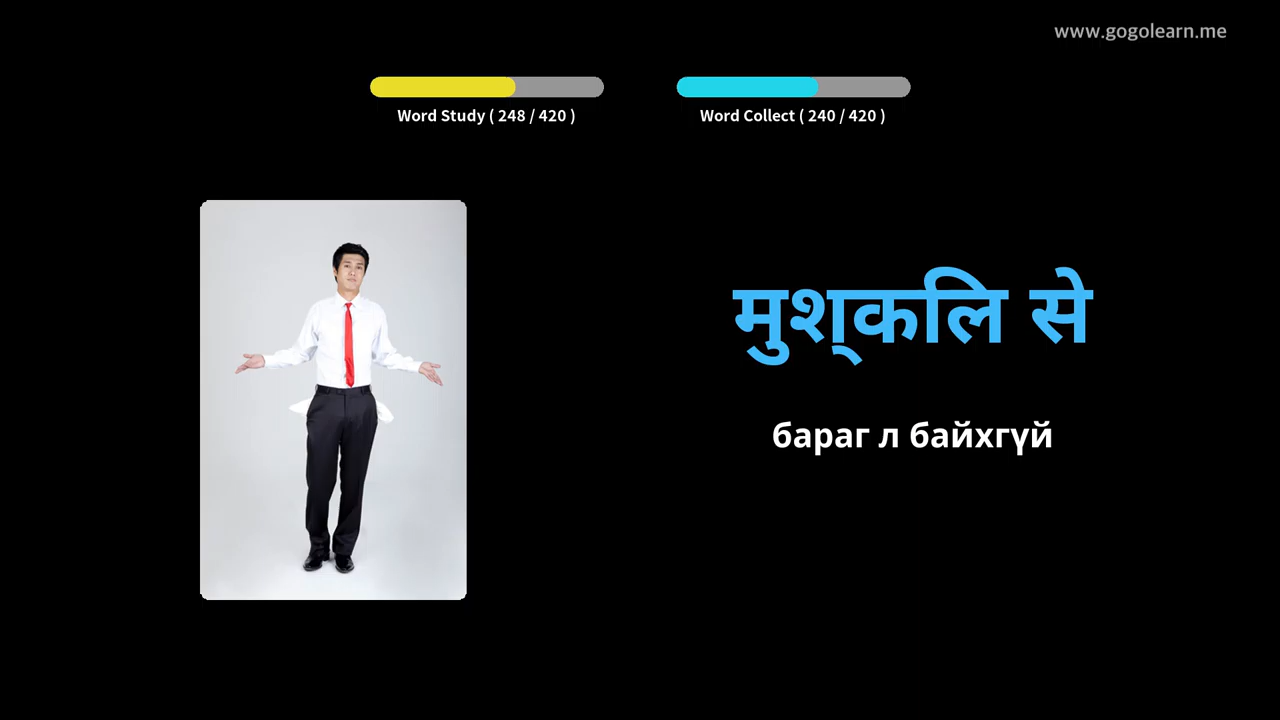 www.gogolearn.me
Word Study ( 248 / 420 )
Word Collect ( 240 / 420 )
मुश्किल से
бараг л байхгүй